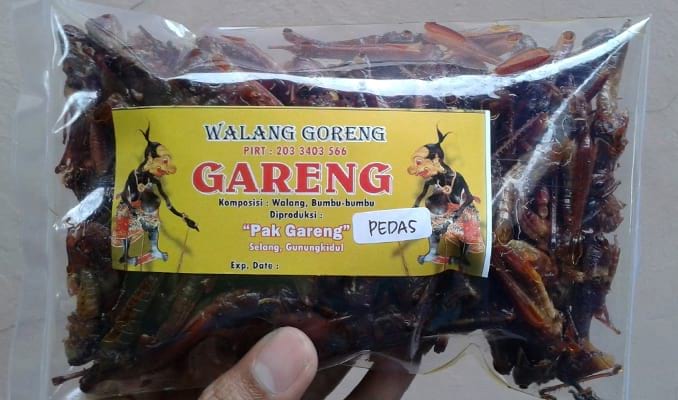 WALANG GORENG
PIRT : 203 3403 566
GARENG
Komposisi : Walang, Bumbu-bumbu
Diproduksi :
"Pak Gareng"
PEDAS
Selang, Gunungkidul
Exp. Date :